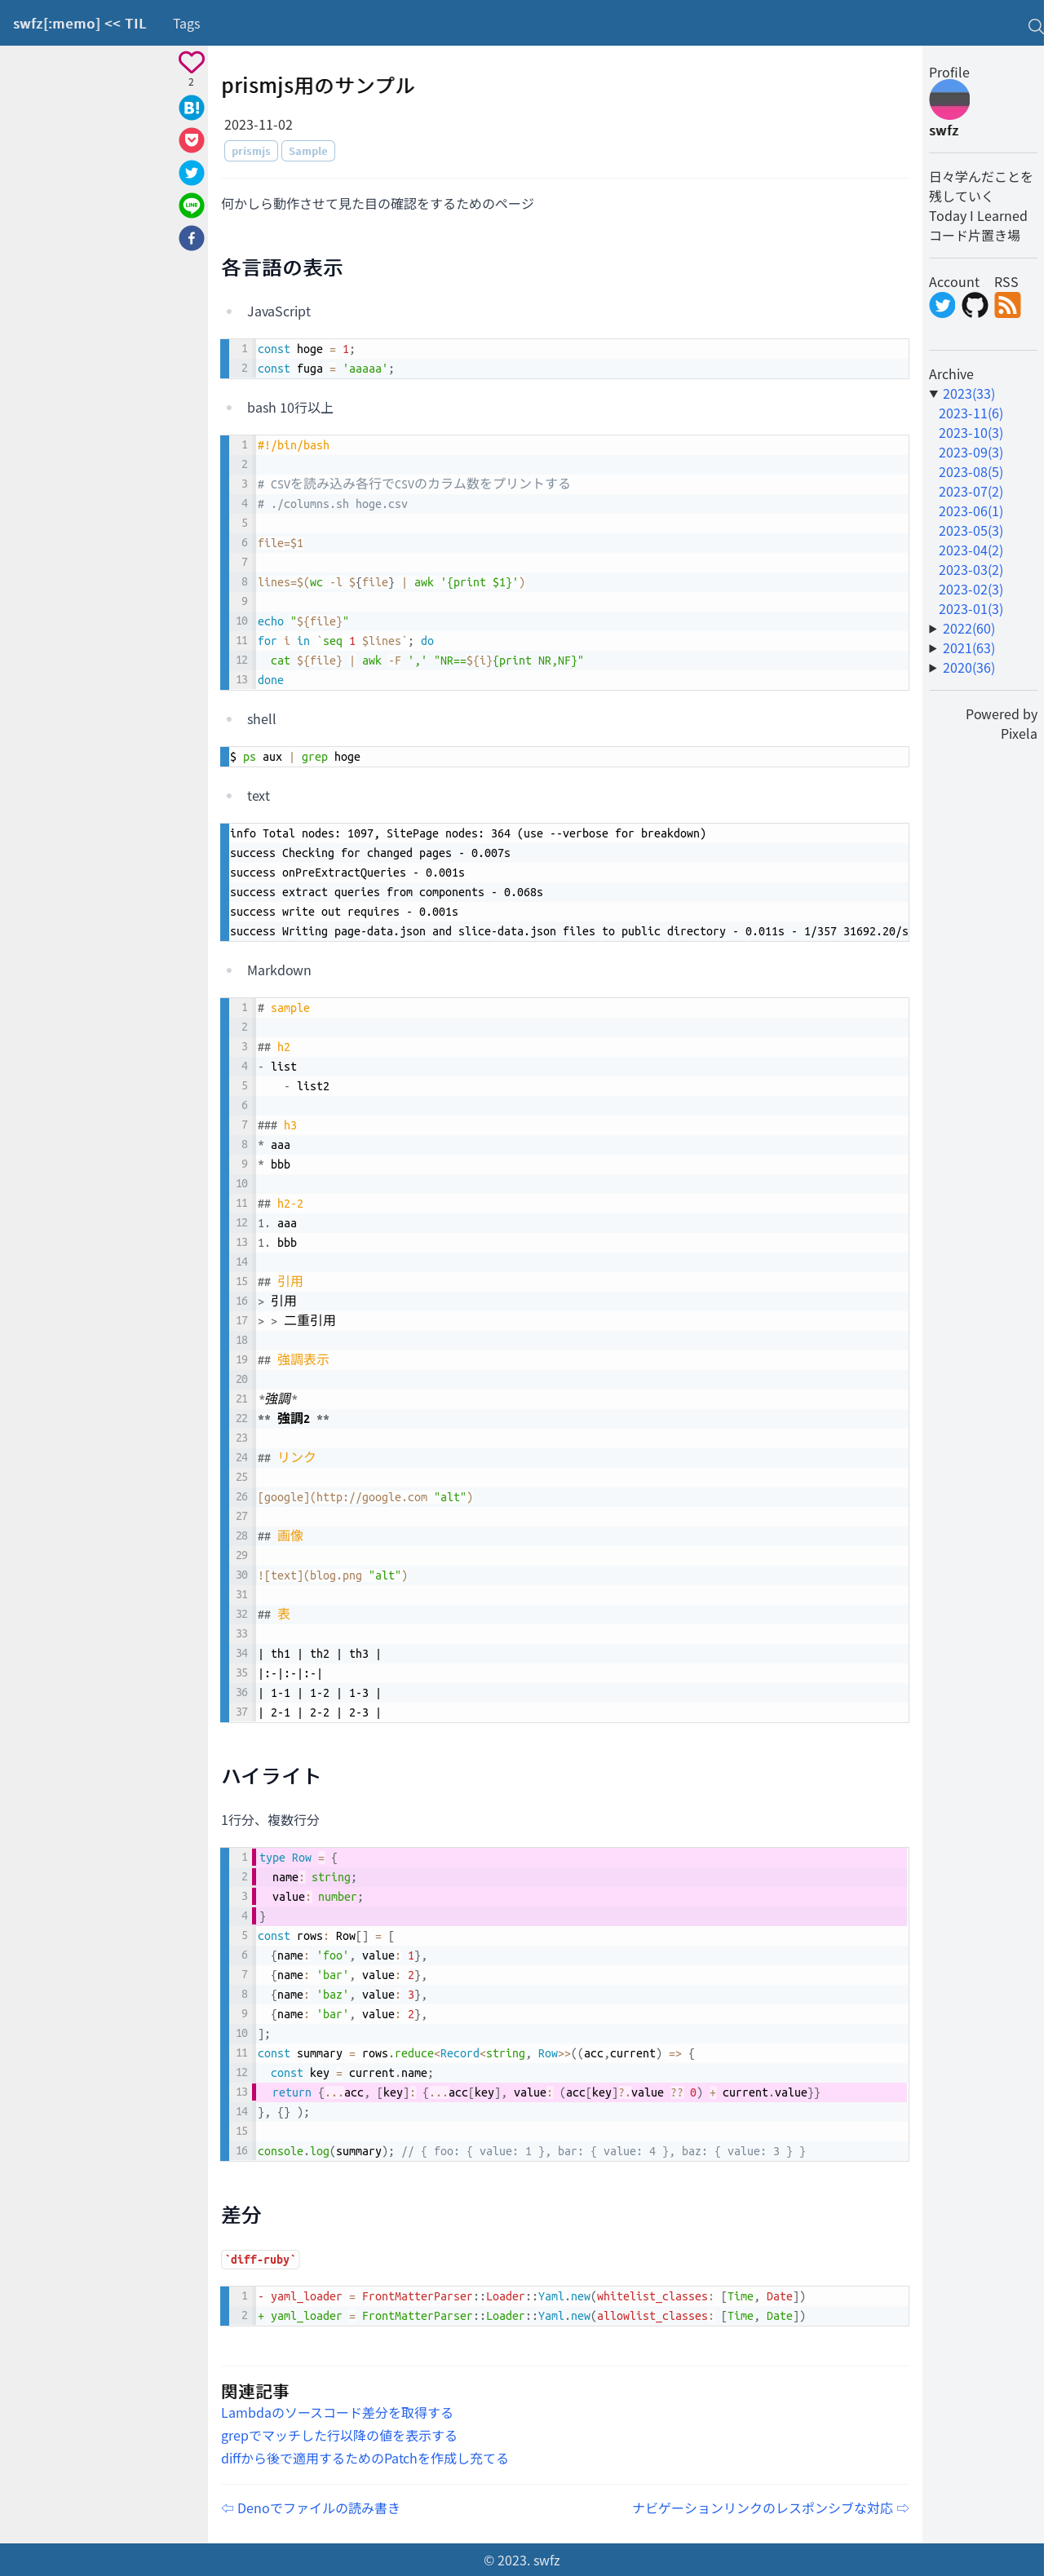 swfz[:memo] << TIL
Tags
2
B!
LINE
prismjs用のサンプル
2023-11-02
prismjs Sample
何かしら動作させて見た目の確認をするためのページ
各言語の表示
JavaScript
1 const hoge = 1;
2 const fuga = 'aaaaa';
bash 10行以上
1 #!/bin/bash
2
3 # CSVを読み込み各行でCSVのカラム数をプリントする
4 # ./columns.sh hoge.csv
5
6 file=$1
7
8 lines=$(wc -l ${file} | awk '{print $1}')
9
10 echo "${file}"
11 for i in `seq 1 $lines`; do
12   cat ${file} | awk -F ',' "NR==${i}{print NR,NF}"
13 done
shell
$ ps aux | grep hoge
text
info Total nodes: 1097, SitePage nodes: 364 (use --verbose for breakdown)
success Checking for changed pages - 0.007s
success onPreExtractQueries - 0.001s
success extract queries from components - 0.068s
success write out requires - 0.001s
success Writing page-data.json and slice-data.json files to public directory - 0.011s - 1/357 31692.20/s
Markdown
1 # sample
2
3 ## h2
4 - list
5     - list2
6
7 ### h3
8 * aaa
9 * bbb
10
11 ## h2-2
12 1. aaa
13 1. bbb
14
15 ## 引用
16 > 引用
17 > > 二重引用
18
19 ## 強調表示
20
21 *強調*
22 ** 強調2 **
23
24 ## リンク
25
26 [google](http://google.com "alt")
27
28 ## 画像
29
30 ![text](blog.png "alt")
31
32 ## 表
33
34 | th1 | th2 | th3 |
35 |:-|:-|:-|
36 | 1-1 | 1-2 | 1-3 |
37 | 2-1 | 2-2 | 2-3 |
ハイライト
1行分、複数行分
1 type Row = {
2   name: string;
3   value: number;
4 }
5 const rows: Row[] = [
6   {name: 'foo', value: 1},
7   {name: 'bar', value: 2},
8   {name: 'baz', value: 3},
9   {name: 'bar', value: 2},
10 ];
11 const summary = rows.reduce<Record<string, Row>>((acc,current) => {
12   const key = current.name;
13   return {...acc, [key]: {...acc[key], value: (acc[key]?.value ?? 0) + current.value}}
14 }, {} );
15
16 console.log(summary); // { foo: { value: 1 }, bar: { value: 4 }, baz: { value: 3 } }
差分
`diff-ruby`
1 - yaml_loader = FrontMatterParser::Loader::Yaml.new(whitelist_classes: [Time, Date])
2 + yaml_loader = FrontMatterParser::Loader::Yaml.new(allowlist_classes: [Time, Date])
関連記事
Lambdaのソースコード差分を取得する
grepでマッチした行以降の値を表示する
diffから後で適用するためのPatchを作成し充てる
⇦ Denoでファイルの読み書き
ナビゲーションリンクのレスポンシブな対応 ⇨
Profile
swfz
日々学んだことを
残していく
Today I Learned
コード片置き場
Account RSS
Archive
▼ 2023(33)
2023-11(6)
2023-10(3)
2023-09(3)
2023-08(5)
2023-07(2)
2023-06(1)
2023-05(3)
2023-04(2)
2023-03(2)
2023-02(3)
2023-01(3)
▶ 2022(60)
▶ 2021(63)
▶ 2020(36)
Powered by
Pixela
© 2023. swfz